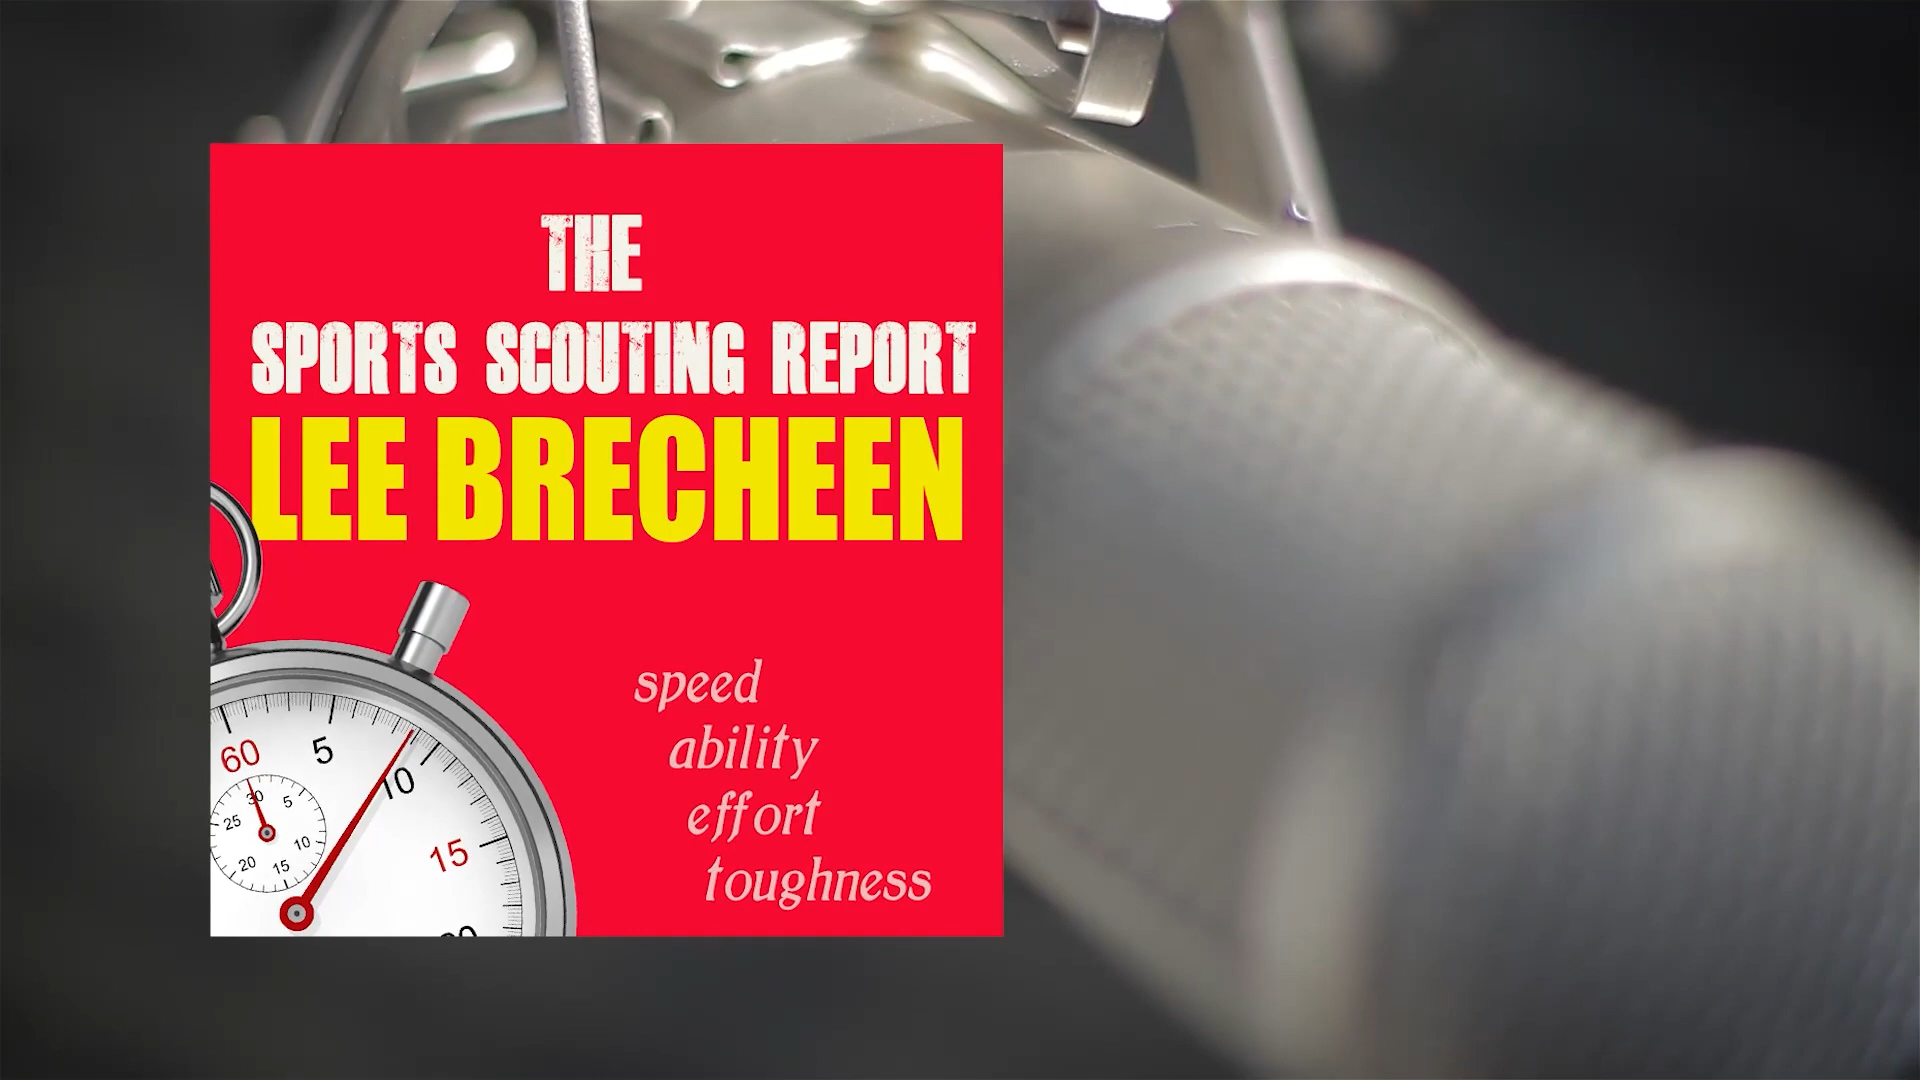 THE
SPORTS SCOUTING REPORT
LEE BRECHEEN
speed
ability
effort
toughness
60
5
10
15
30
5
25
10
20
15